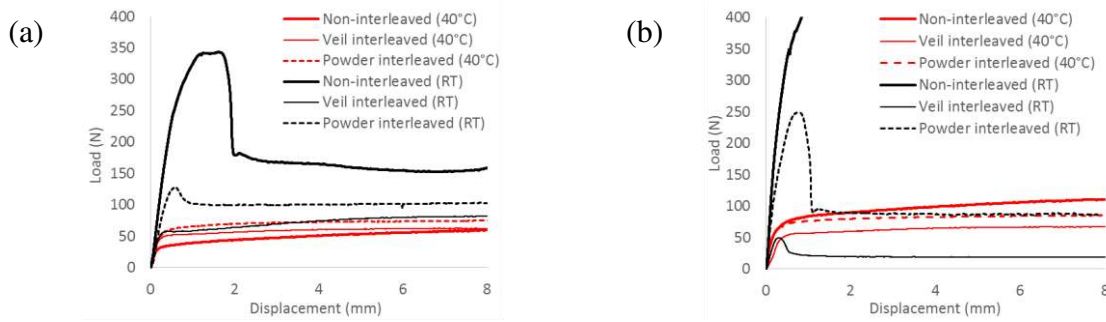 (a)
Non-interleaved (40°C)
Veil interleaved (40°C)
Powder interleaved (40°C)
Non-interleaved (RT)
Veil interleaved (RT)
Powder interleaved (RT)
400
350
300
250
200
150
100
50
0
Load (N)
0 2 4 6 8
Displacement (mm)
(b)
Non-interleaved (40°C)
Veil interleaved (40°C)
Powder interleaved (40°C)
Non-interleaved (RT)
Veil interleaved (RT)
Powder interleaved (RT)
400
350
300
250
200
150
100
50
0
Load (N)
0 2 4 6 8
Displacement (mm)